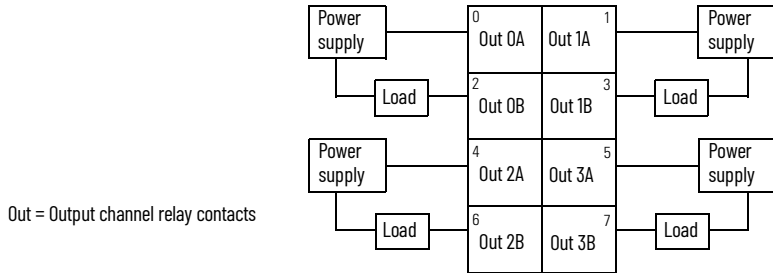 Power supply
0
Out 0A
1
Out 1A
Power supply
Load
2
Out 0B
3
Out 1B
Load
Power supply
4
Out 2A
5
Out 3A
Power supply
Out = Output channel relay contacts
Load
6
Out 2B
7
Out 3B
Load